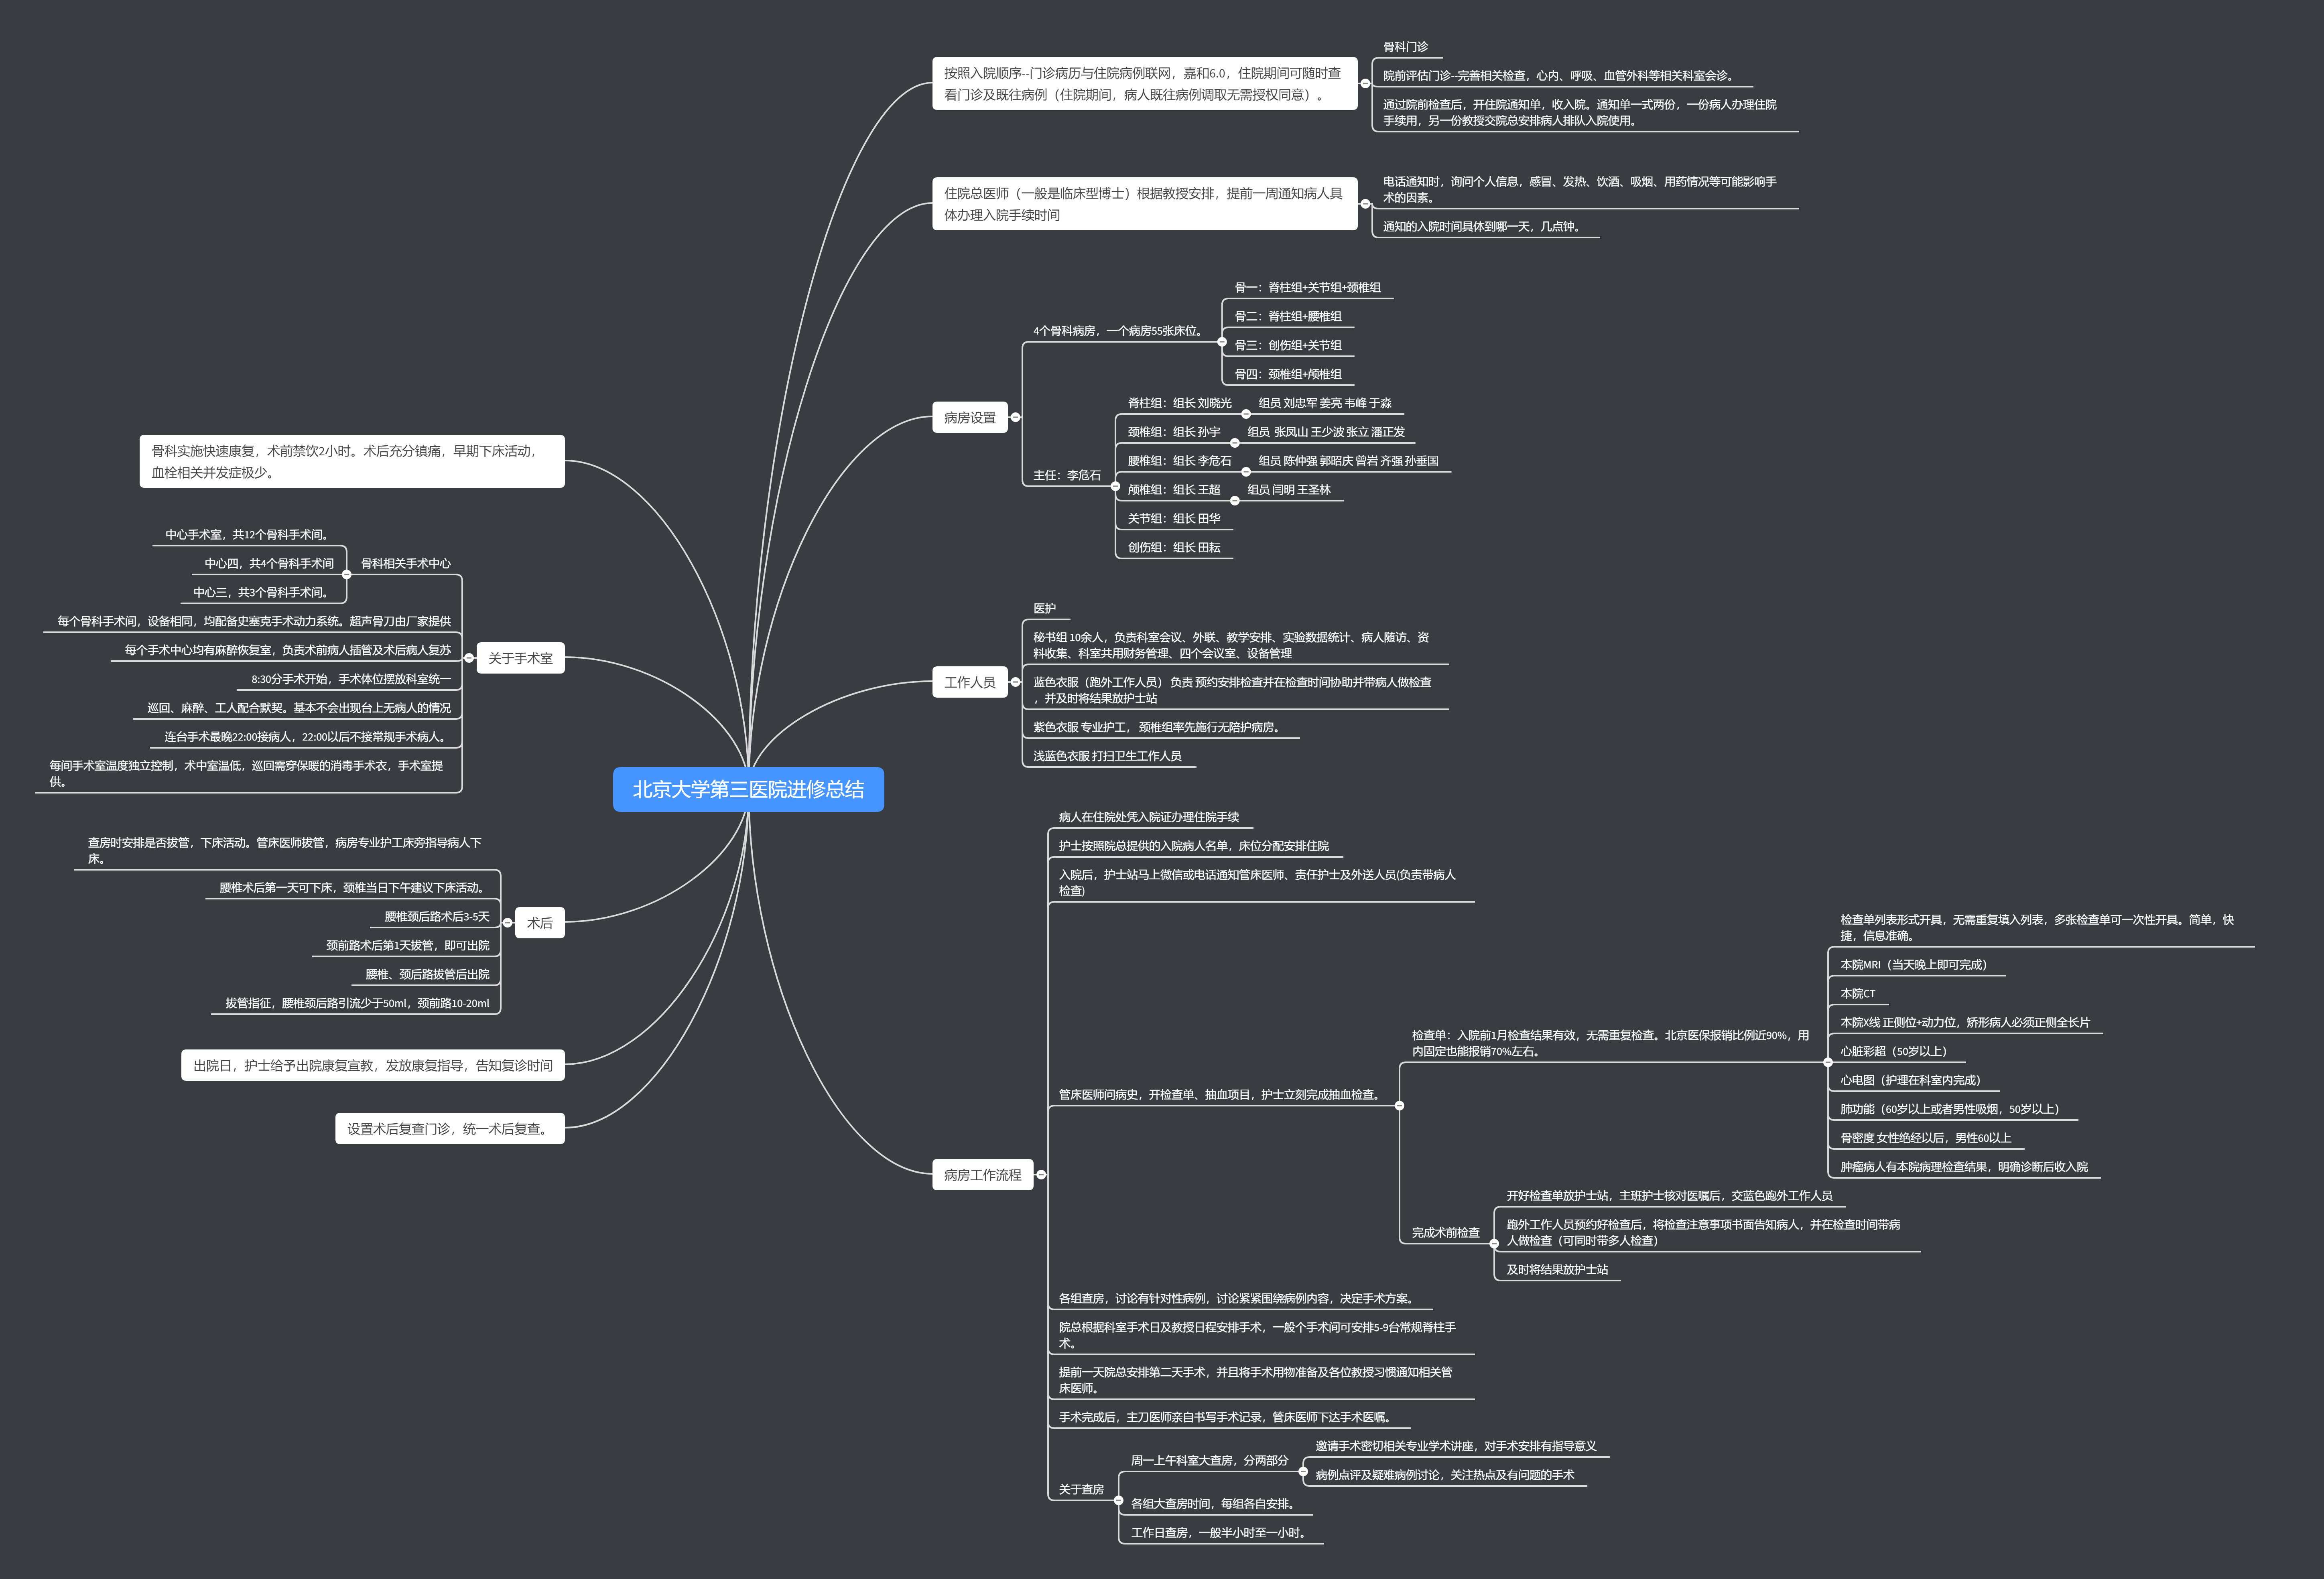 北京大学第三医院进修总结
按照入院顺序--门诊病历与住院病例联网，嘉和6.0，住院期间可随时查
看门诊及既往病例（住院期间，病人既往病例调取无需授权同意）。
骨科门诊
院前评估门诊--完善相关检查，心内、呼吸、血管外科等相关科室会诊。
通过院前检查后，开住院通知单，收入院。通知单一式两份，一份病人办理住院
手续用，另一份教授交院总安排病人排队入院使用。
住院总医师（一般是临床型博士）根据教授安排，提前一周通知病人具
体办理入院手续时间
电话通知时，询问个人信息，感冒、发热、饮酒、吸烟、用药情况等可能影响手
术的因素。
通知的入院时间具体到哪一天，几点钟。
病房设置
4个骨科病房，一个病房55张床位。
骨一：脊柱组+关节组+颈椎组
骨二：脊柱组+腰椎组
骨三：创伤组+关节组
骨四：颈椎组+颅椎组
主任：李危石
脊柱组：组长 刘晓光
组员 刘忠军 姜亮 韦峰 于淼
颈椎组：组长 孙宇
组员 张凤山 王少波 张立 潘正发
腰椎组：组长 李危石
组员 陈仲强 郭昭庆 曾岩 齐强 孙垂国
颅椎组：组长 王超
组员 闫明 王圣林
关节组：组长 田华
创伤组：组长 田耘
工作人员
医护
秘书组 10余人，负责科室会议、外联、教学安排、实验数据统计、病人随访、资
料收集、科室共用财务管理、四个会议室、设备管理
蓝色衣服（跑外工作人员） 负责 预约安排检查并在检查时间协助并带病人做检查
，并及时将结果放护士站
紫色衣服 专业护工， 颈椎组率先施行无陪护病房。
浅蓝色衣服 打扫卫生工作人员
病房工作流程
病人在住院处凭入院证办理住院手续
护士按照院总提供的入院病人名单，床位分配安排住院
入院后，护士站马上微信或电话通知管床医师、责任护士及外送人员(负责带病人
检查)
管床医师问病史，开检查单、抽血项目，护士立刻完成抽血检查。
检查单：入院前1月检查结果有效，无需重复检查。北京医保报销比例近90%，用
内固定也能报销70%左右。
检查单列表形式开具，无需重复填入列表，多张检查单可一次性开具。简单，快
捷，信息准确。
本院MRI（当天晚上即可完成）
本院CT
本院X线 正侧位+动力位，矫形病人必须正侧全长片
心脏彩超（50岁以上）
心电图（护理在科室内完成）
肺功能（60岁以上或者男性吸烟，50岁以上）
骨密度 女性绝经以后，男性60以上
肿瘤病人有本院病理检查结果，明确诊断后收入院
完成术前检查
开好检查单放护士站，主班护士核对医嘱后，交蓝色跑外工作人员
跑外工作人员预约好检查后，将检查注意事项书面告知病人，并在检查时间带病
人做检查（可同时带多人检查）
及时将结果放护士站
各组查房，讨论有针对性病例，讨论紧紧围绕病例内容，决定手术方案。
院总根据科室手术日及教授日程安排手术，一般个手术间可安排5-9台常规脊柱手
术。
提前一天院总安排第二天手术，并且将手术用物准备及各位教授习惯通知相关管
床医师。
手术完成后，主刀医师亲自书写手术记录，管床医师下达手术医嘱。
关于查房
周一上午科室大查房，分两部分
邀请手术密切相关专业学术讲座，对手术安排有指导意义
病例点评及疑难病例讨论，关注热点及有问题的手术
各组大查房时间，每组各自安排。
工作日查房，一般半小时至一小时。
骨科实施快速康复，术前禁饮2小时。术后充分镇痛，早期下床活动，
血栓相关并发症极少。
关于手术室
骨科相关手术中心
中心手术室，共12个骨科手术间。
中心四，共4个骨科手术间
中心三，共3个骨科手术间。
每个骨科手术间，设备相同，均配备史塞克手术动力系统。超声骨刀由厂家提供
每个手术中心均有麻醉恢复室，负责术前病人插管及术后病人复苏
8:30分手术开始，手术体位摆放科室统一
巡回、麻醉、工人配合默契。基本不会出现台上无病人的情况
连台手术最晚22:00接病人，22:00以后不接常规手术病人。
每间手术室温度独立控制，术中室温低，巡回需穿保暖的消毒手术衣，手术室提
供。
术后
查房时安排是否拔管，下床活动。管床医师拔管，病房专业护工床旁指导病人下
床。
腰椎术后第一天可下床，颈椎当日下午建议下床活动。
腰椎颈后路术后3-5天
颈前路术后第1天拔管，即可出院
腰椎、颈后路拔管后出院
拔管指征，腰椎颈后路引流少于50ml，颈前路10-20ml
出院日，护士给予出院康复宣教，发放康复指导，告知复诊时间
设置术后复查门诊，统一术后复查。